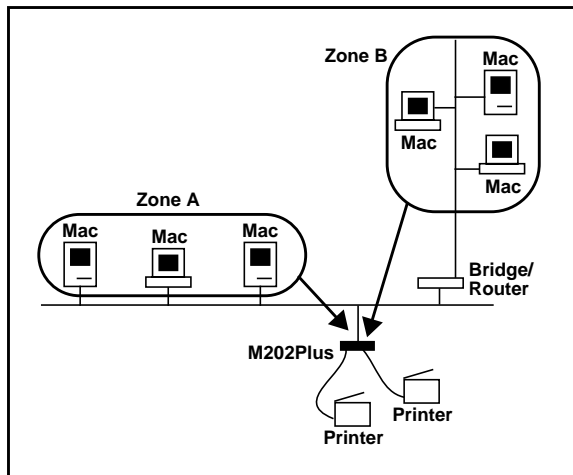 Zone B
Mac
Mac
Mac
Zone A
Mac
Mac
Mac
Bridge/
Router
M202Plus
Printer
Printer